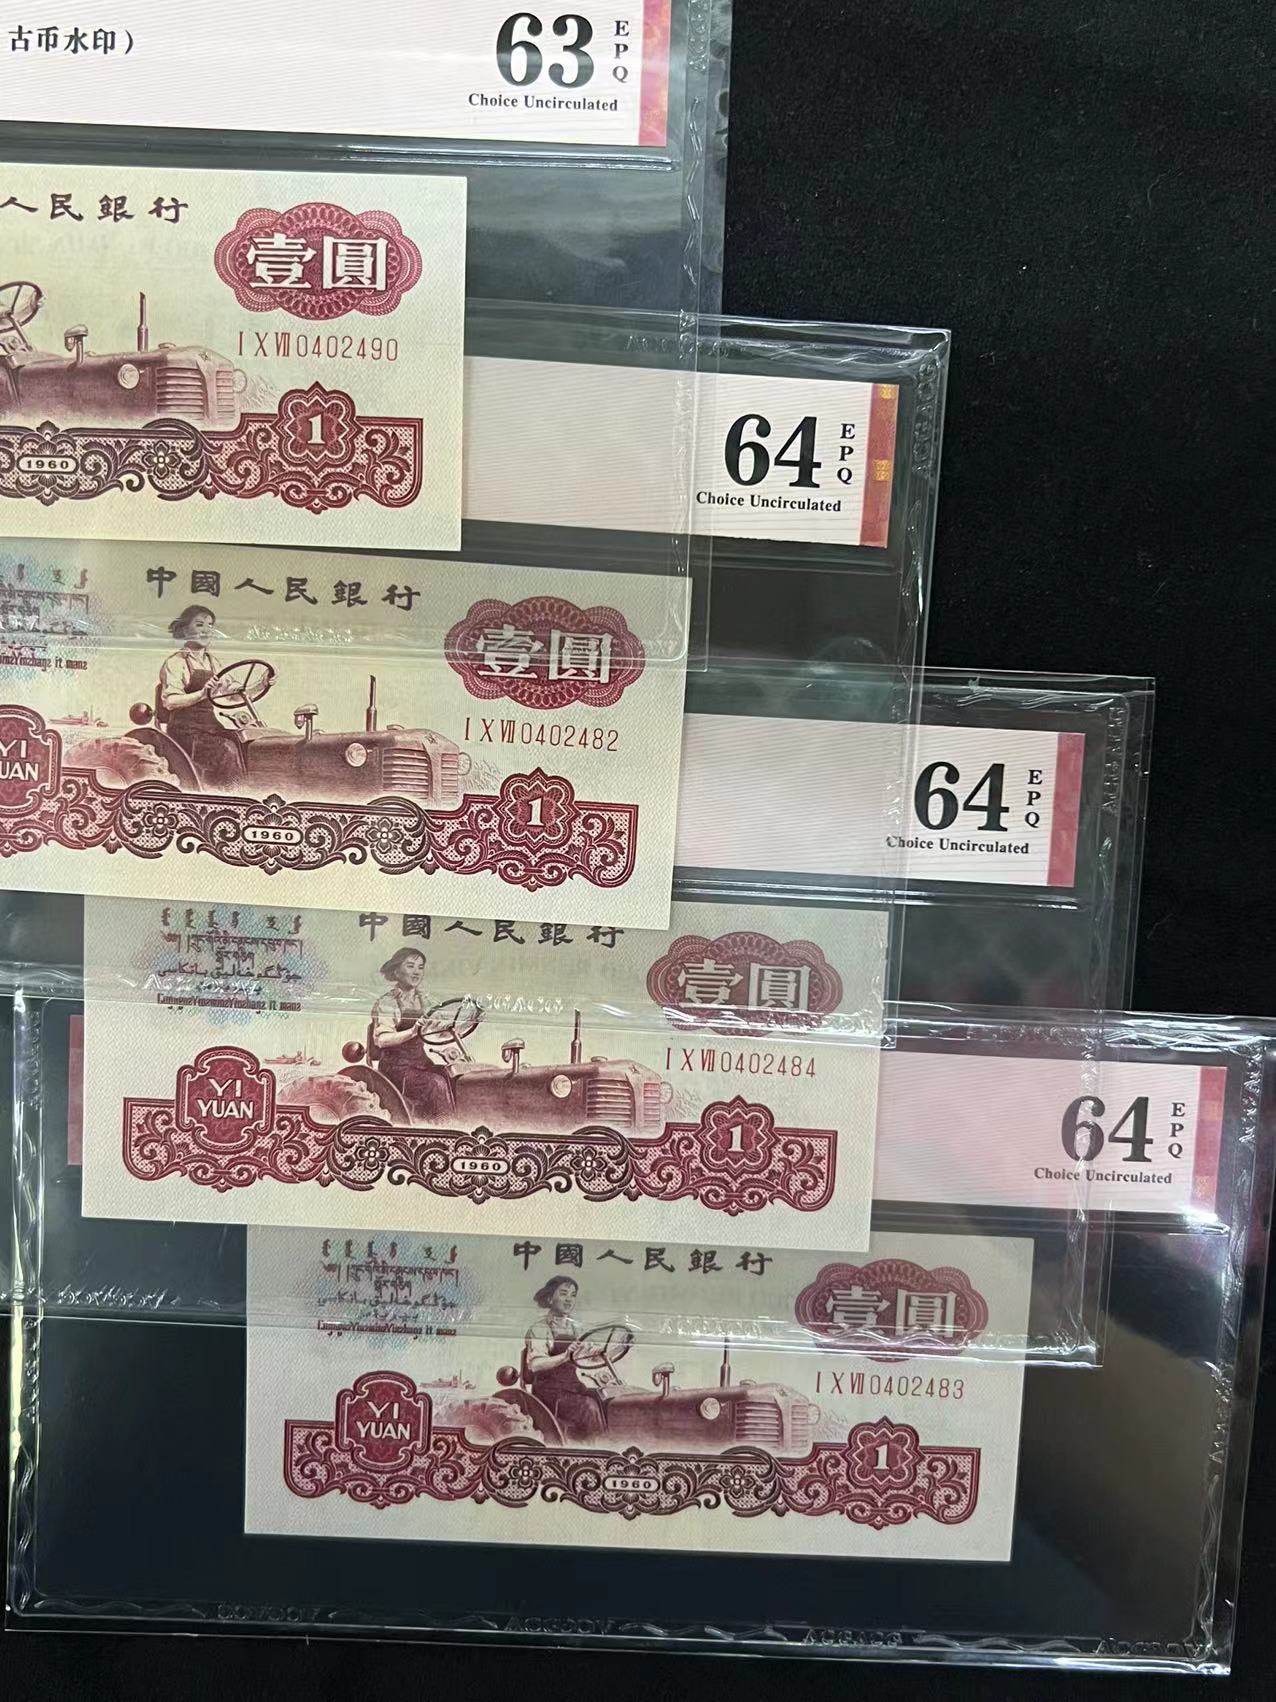 古币水印）
63
EPQ
Choice Uncirculated
人民銀行
壹圓
I X VII 0402490
1
1960
64
EPQ
Choice Uncirculated
中國人民銀行
壹圓
YI
YUAN
I X VII 0402482
1
1960
64
EPQ
Choice Uncirculated
中國人民銀行
壹圓
I X VII 0402484
YI
YUAN
1
1960
64
EPQ
Choice Uncirculated
中國人民銀行
壹圓
I X VII 0402483
YI
YUAN
1
1960